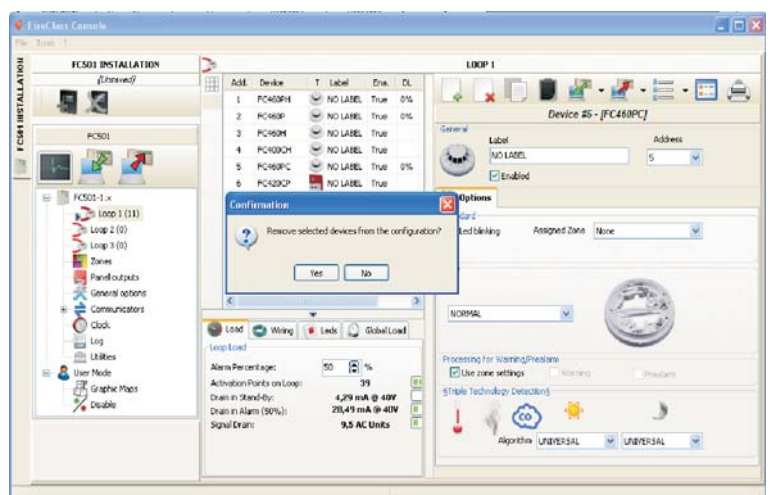 FireClass Console
File Tools ?
FC501 INSTALLATION
FC501 INSTALLATION
(Unsaved)
FC501
FC501-1.x
Loop 1 (11)
Loop 2 (0)
Loop 3 (0)
Zones
Panel outputs
General options
Communicators
Clock
Log
Utilities
User Mode
Graphic Maps
Disable
LOOP 1
Add. Device T Label Ena. DL
1 FC460PH NO LABEL True 0%
2 FC460P NO LABEL True 0%
3 FC460H NO LABEL True
4 FC400CH NO LABEL True
5 FC460PC NO LABEL True 0%
6 FC420CP NO LABEL True
Confirmation
Remove selected devices from the configuration?
Yes No
Load Wiring Leds Global Load
Loop Load
Alarm Percentage: 50 %
Activation Points on Loop: 39
Drain in Stand-By: 4,29 mA @ 40V
Drain in Alarm (50%): 28,49 mA @ 40V
Signal Drain: 9,5 AC Units
Device #5 - [FC460PC]
General
Label
NO LABEL
Address
5
Enabled
Options
Led blinking
Assigned Zone None
NORMAL
Processing for Warning/Prealarm
Use zone settings Warning Prealarm
§Triple Technology Detection§
CO
Algorithm UNIVERSAL UNIVERSAL